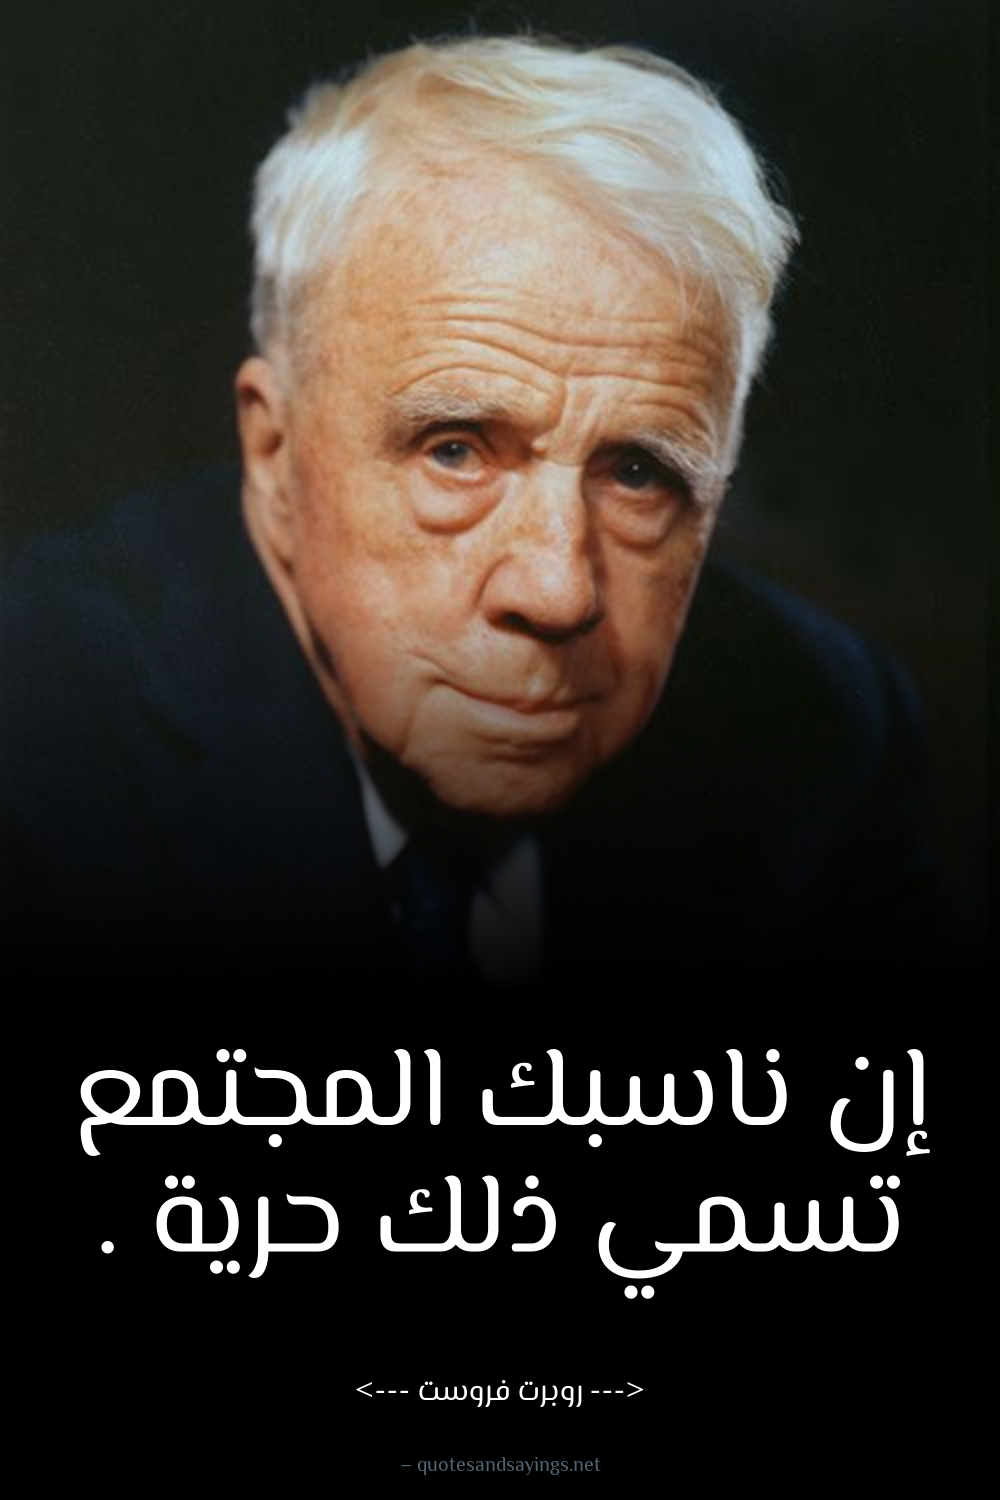 إن ناسبك المجتمع
تسمي ذلك حرية .
<--- روبرت فروست --->
– quotesandsayings.net